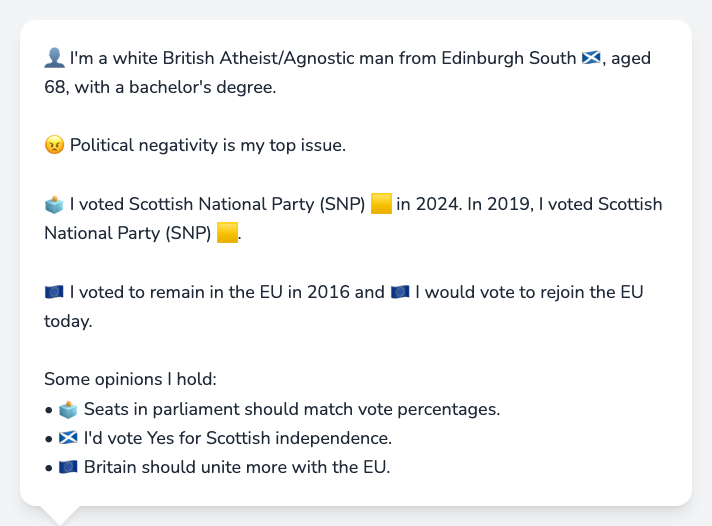 👤 I'm a white British Atheist/Agnostic man from Edinburgh South 🏴󠁧󠁢󠁳󠁣󠁴󠁿, aged
68, with a bachelor's degree.
😠 Political negativity is my top issue.
🗳️ I voted Scottish National Party (SNP) 🟨 in 2024. In 2019, I voted Scottish
National Party (SNP) 🟨.
🇪🇺 I voted to remain in the EU in 2016 and 🇪🇺 I would vote to rejoin the EU
today.
Some opinions I hold:
• 🗳️ Seats in parliament should match vote percentages.
• 🏴󠁧󠁢󠁳󠁣󠁴󠁿 I'd vote Yes for Scottish independence.
• 🇪🇺 Britain should unite more with the EU.